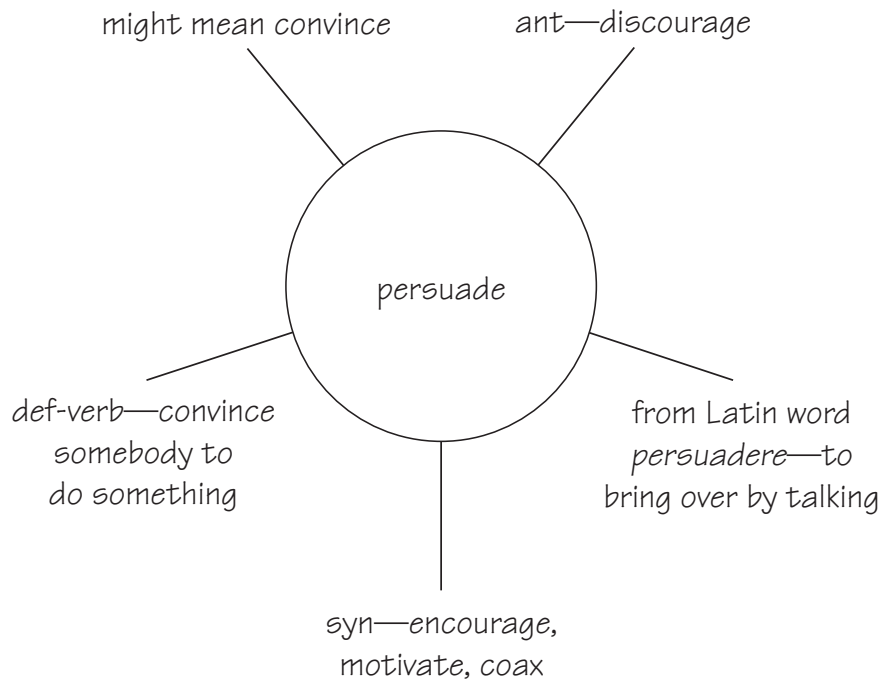 might mean convince
ant—discourage
persuade
def-verb—convince
somebody to
do something
from Latin word
persuadere—to
bring over by talking
syn—encourage,
motivate, coax